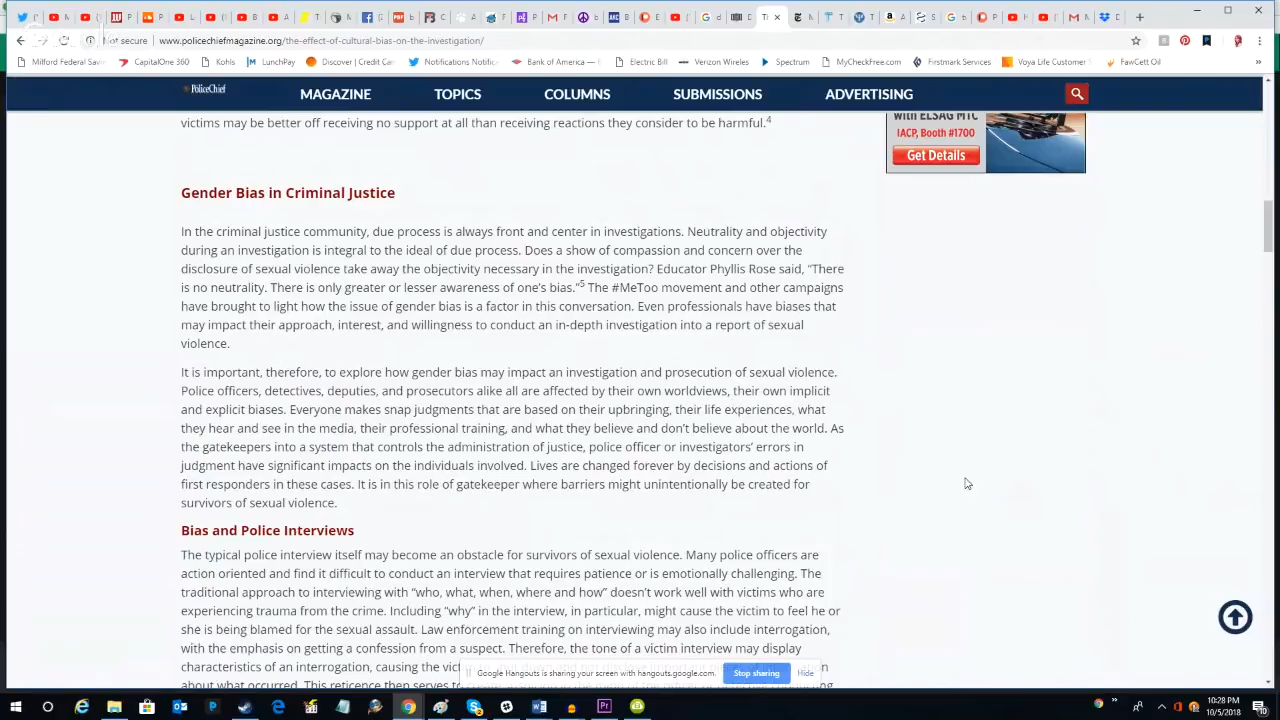 Not secure
www.policechiefmagazine.org/the-effect-of-cultural-bias-on-the-investigation/
Milford Federal Savin
CapitalOne 360
Kohls
LunchPay
Discover | Credit Car
Notifications Notific
Bank of America —
Electric Bill
Verizon Wireles
Spectrum
MyCheckFree.com
Firstmark Services
Voya Life Customer
Fawcett Oil
PoliceChief
MAGAZINE
TOPICS
COLUMNS
SUBMISSIONS
ADVERTISING
victims may be better off receiving no support at all than receiving reactions they consider to be harmful.4
with ELSAG MTC
IACP, Booth #1700
Get Details
Gender Bias in Criminal Justice
In the criminal justice community, due process is always front and center in investigations. Neutrality and objectivity
during an investigation is integral to the ideal of due process. Does a show of compassion and concern over the
disclosure of sexual violence take away the objectivity necessary in the investigation? Educator Phyllis Rose said, "There
is no neutrality. There is only greater or lesser awareness of one's bias."5 The #MeToo movement and other campaigns
have brought to light how the issue of gender bias is a factor in this conversation. Even professionals have biases that
may impact their approach, interest, and willingness to conduct an in-depth investigation into a report of sexual
violence.
It is important, therefore, to explore how gender bias may impact an investigation and prosecution of sexual violence.
Police officers, detectives, deputies, and prosecutors alike all are affected by their own worldviews, their own implicit
and explicit biases. Everyone makes snap judgments that are based on their upbringing, their life experiences, what
they hear and see in the media, their professional training, and what they believe and don't believe about the world. As
the gatekeepers into a system that controls the administration of justice, police officer or investigators' errors in
judgment have significant impacts on the individuals involved. Lives are changed forever by decisions and actions of
first responders in these cases. It is in this role of gatekeeper where barriers might unintentionally be created for
survivors of sexual violence.
Bias and Police Interviews
The typical police interview itself may become an obstacle for survivors of sexual violence. Many police officers are
action oriented and find it difficult to conduct an interview that requires patience or is emotionally challenging. The
traditional approach to interviewing with "who, what, when, where and how" doesn't work well with victims who are
experiencing trauma from the crime. Including "why" in the interview, in particular, might cause the victim to feel he or
she is being blamed for the sexual assault. Law enforcement training on interviewing may also include interrogation,
with the emphasis on getting a confession from a suspect. Therefore, the tone of a victim interview may display
characteristics of an interrogation, causing the
about what occurred. This reticence then serves
Google Hangouts is sharing your screen with hangouts.google.com.
Stop sharing
Hide
10:28 PM
10/5/2018